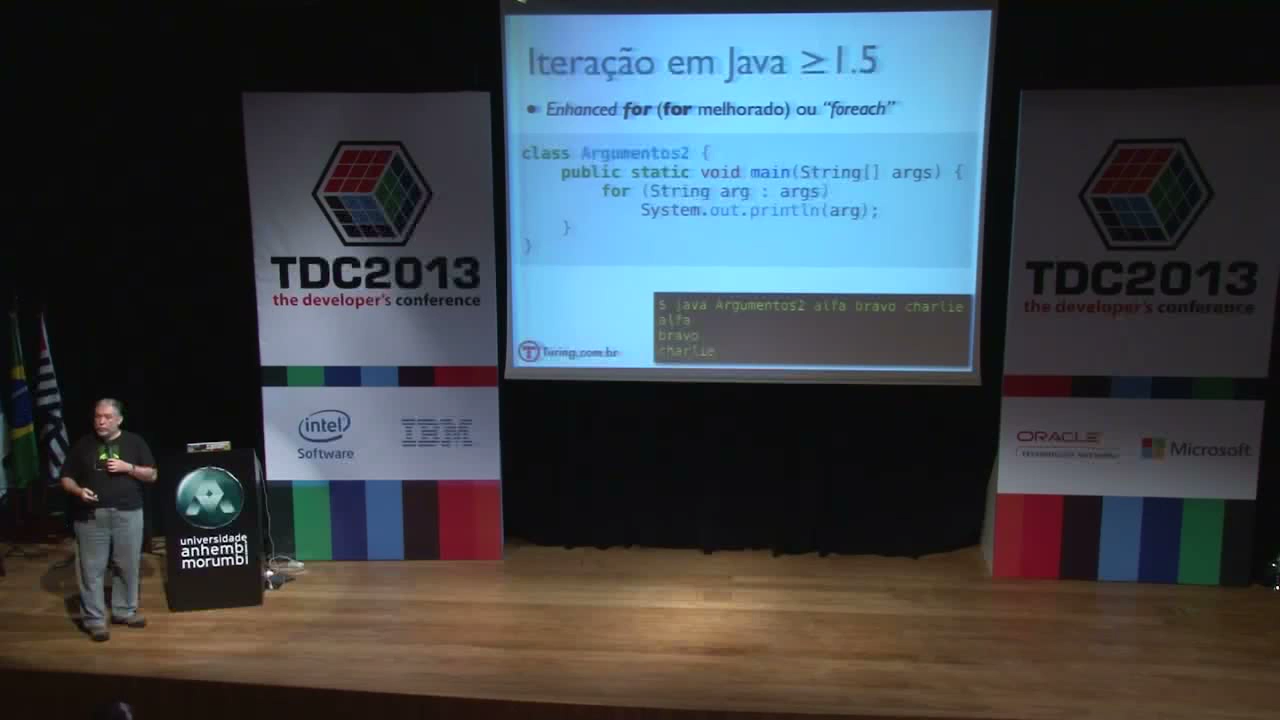 Iteração em Java ≥1.5
• Enhanced for (for melhorado) ou “foreach”
class Argumentos2 {
public static void main(String[] args) {
for (String arg : args)
System.out.println(arg);
}
}
$ java Argumentos2 alfa bravo charlie
alfa
bravo
charlie
Turing.com.br
TDC2013
the developer's conference
intel
Software
IBM
universidade
anhembi
morumbi
TDC2013
the developer's conference
ORACLE
Microsoft